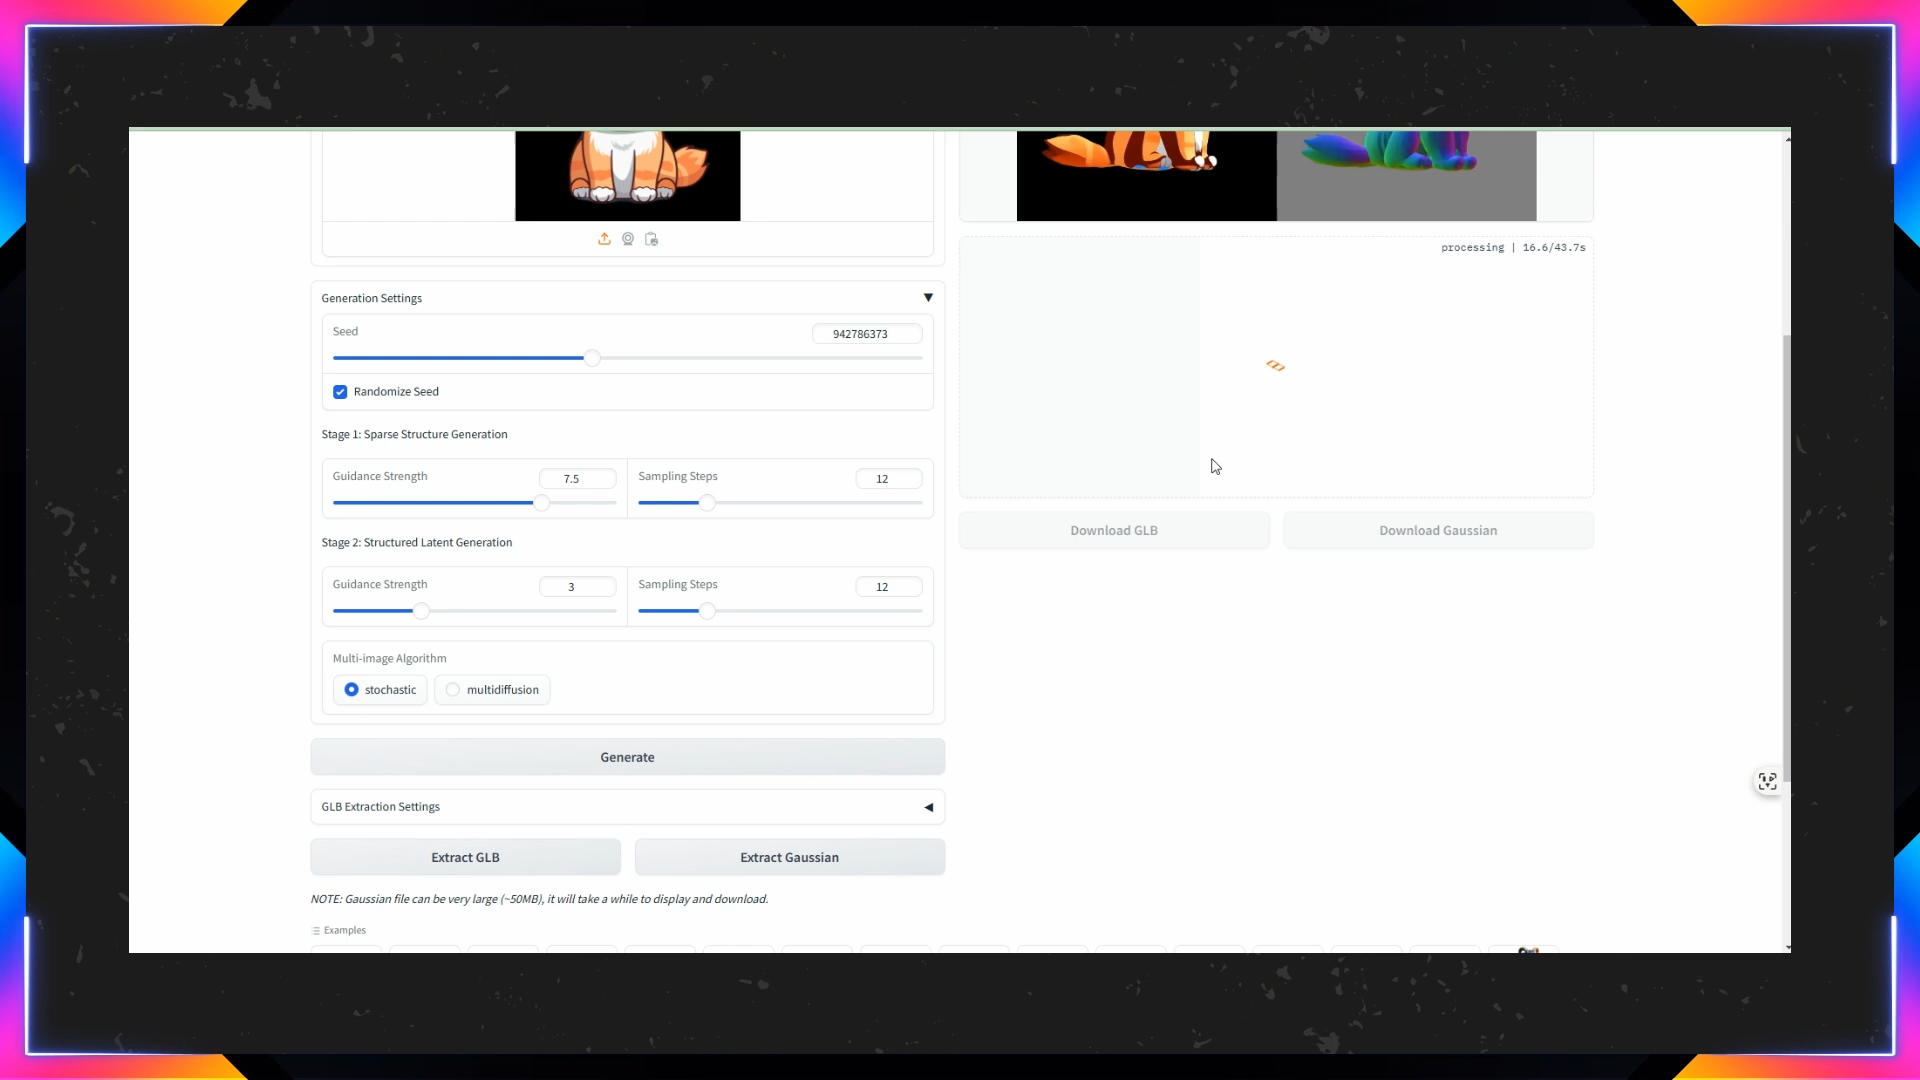 processing | 16.6/43.7s
Generation Settings
Seed
942786373
Randomize Seed
Stage 1: Sparse Structure Generation
Guidance Strength
7.5
Sampling Steps
12
Stage 2: Structured Latent Generation
Guidance Strength
3
Sampling Steps
12
Multi-image Algorithm
stochastic
multidiffusion
Generate
GLB Extraction Settings
Extract GLB
Extract Gaussian
NOTE: Gaussian file can be very large (~50MB), it will take a while to display and download.
Examples
Download GLB
Download Gaussian